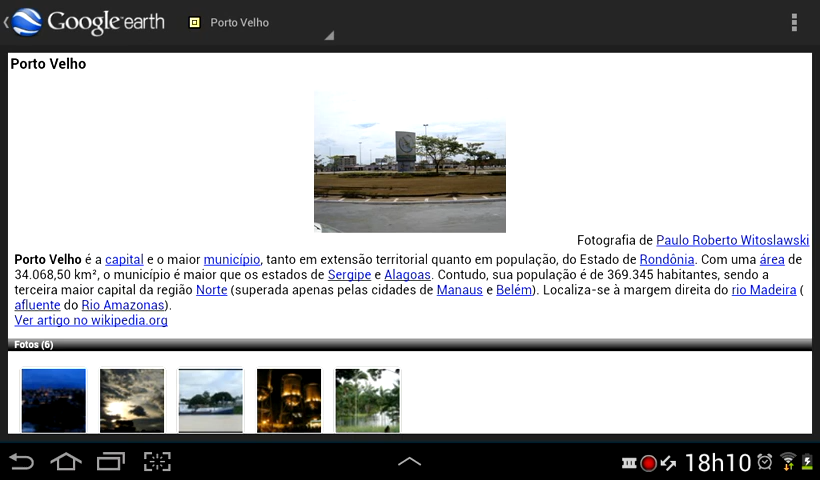 Google earth Porto Velho
Porto Velho
Fotografia de Paulo Roberto Witoslawski
Porto Velho é a capital e o maior município, tanto em extensão territorial quanto em população, do Estado de Rondônia. Com uma área de
34.068,50 km², o município é maior que os estados de Sergipe e Alagoas. Contudo, sua população é de 369.345 habitantes, sendo a
terceira maior capital da região Norte (superada apenas pelas cidades de Manaus e Belém). Localiza-se à margem direita do rio Madeira (
afluente do Rio Amazonas).
Ver artigo no wikipedia.org
Fotos (6)
18h10